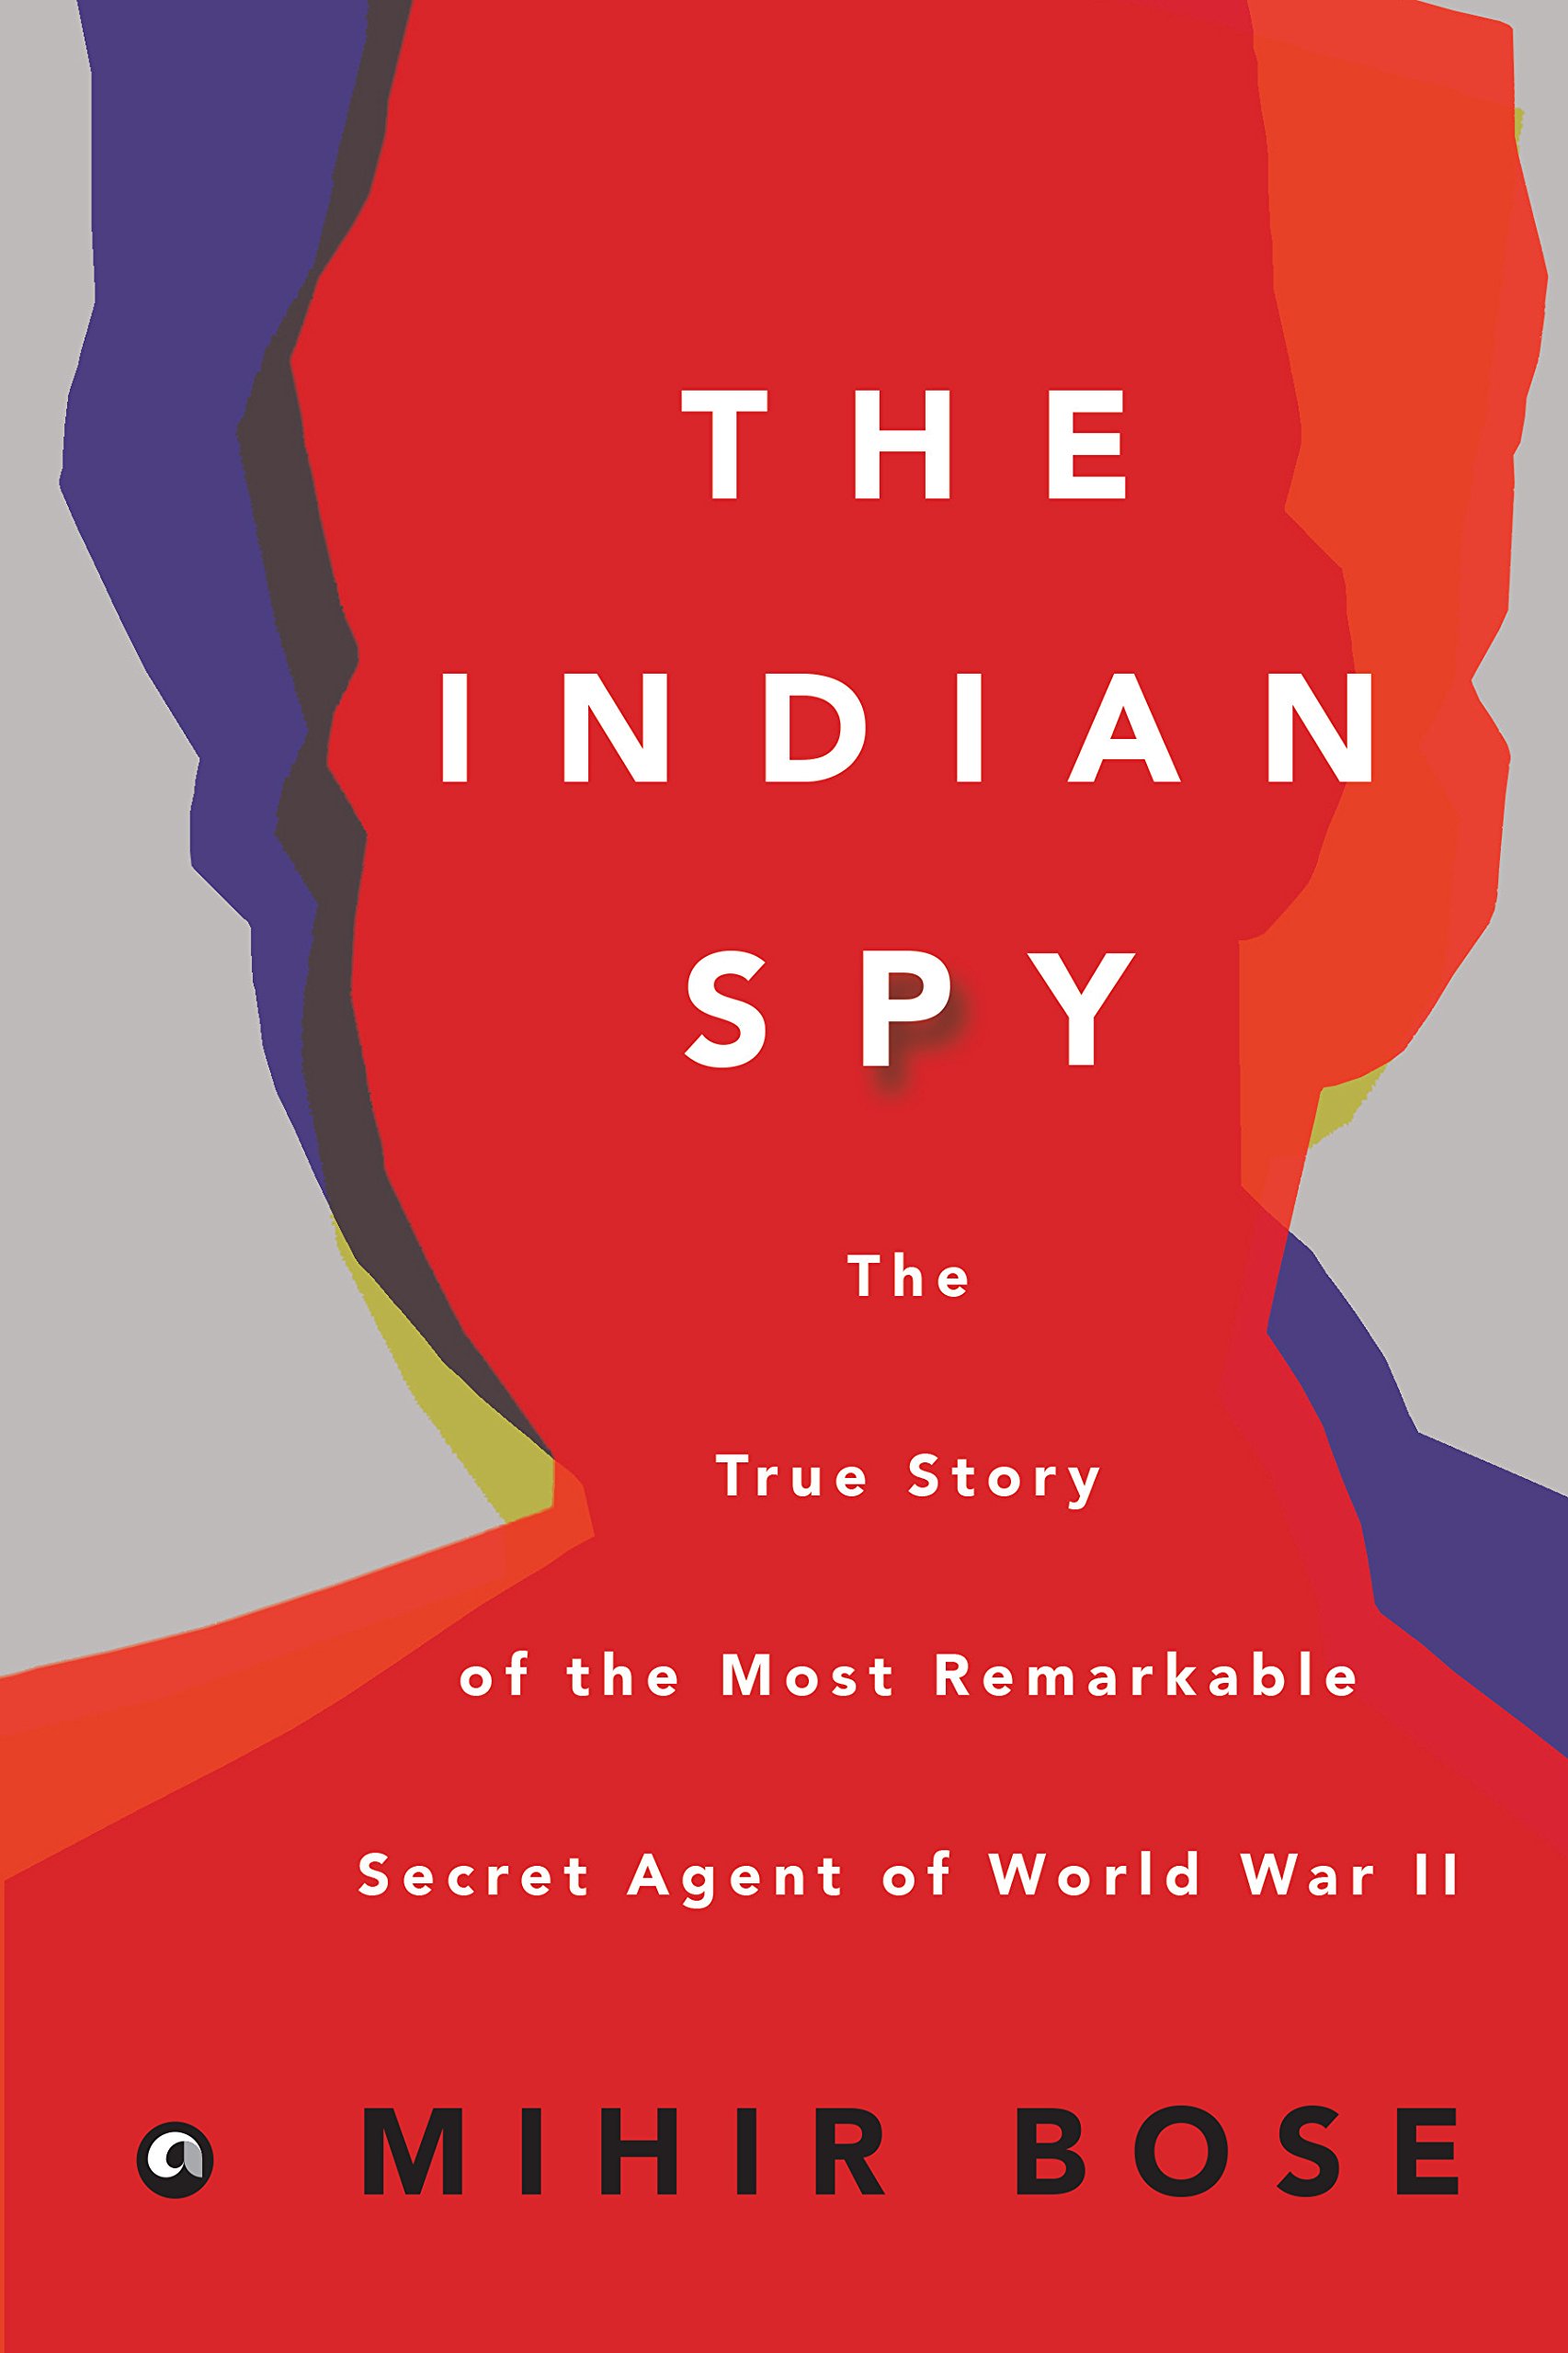 THE
INDIAN
SPY
The
True Story
of the Most Remarkable
Secret Agent of World War II
MIHIR BOSE